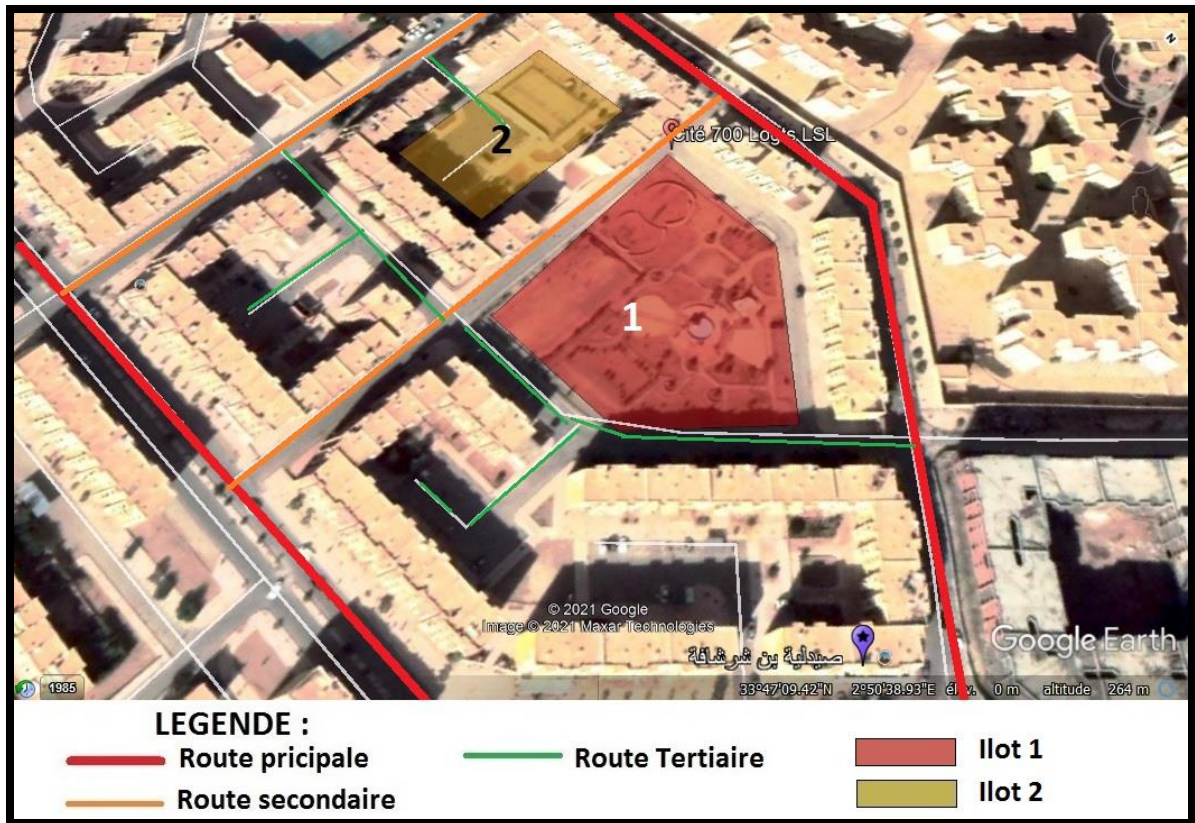 N
2
Cité 700 Logts LSL
1
© 2021 Google
Image © 2021 Maxar Technologies
Google Earth
صيدلية بن شرشافة
1985
33°47'09.42"N 2°50'38.93"E élév. 0 m altitude 264 m
LEGENDE :
Route pricipale
Route Tertiaire
Ilot 1
Route secondaire
Ilot 2